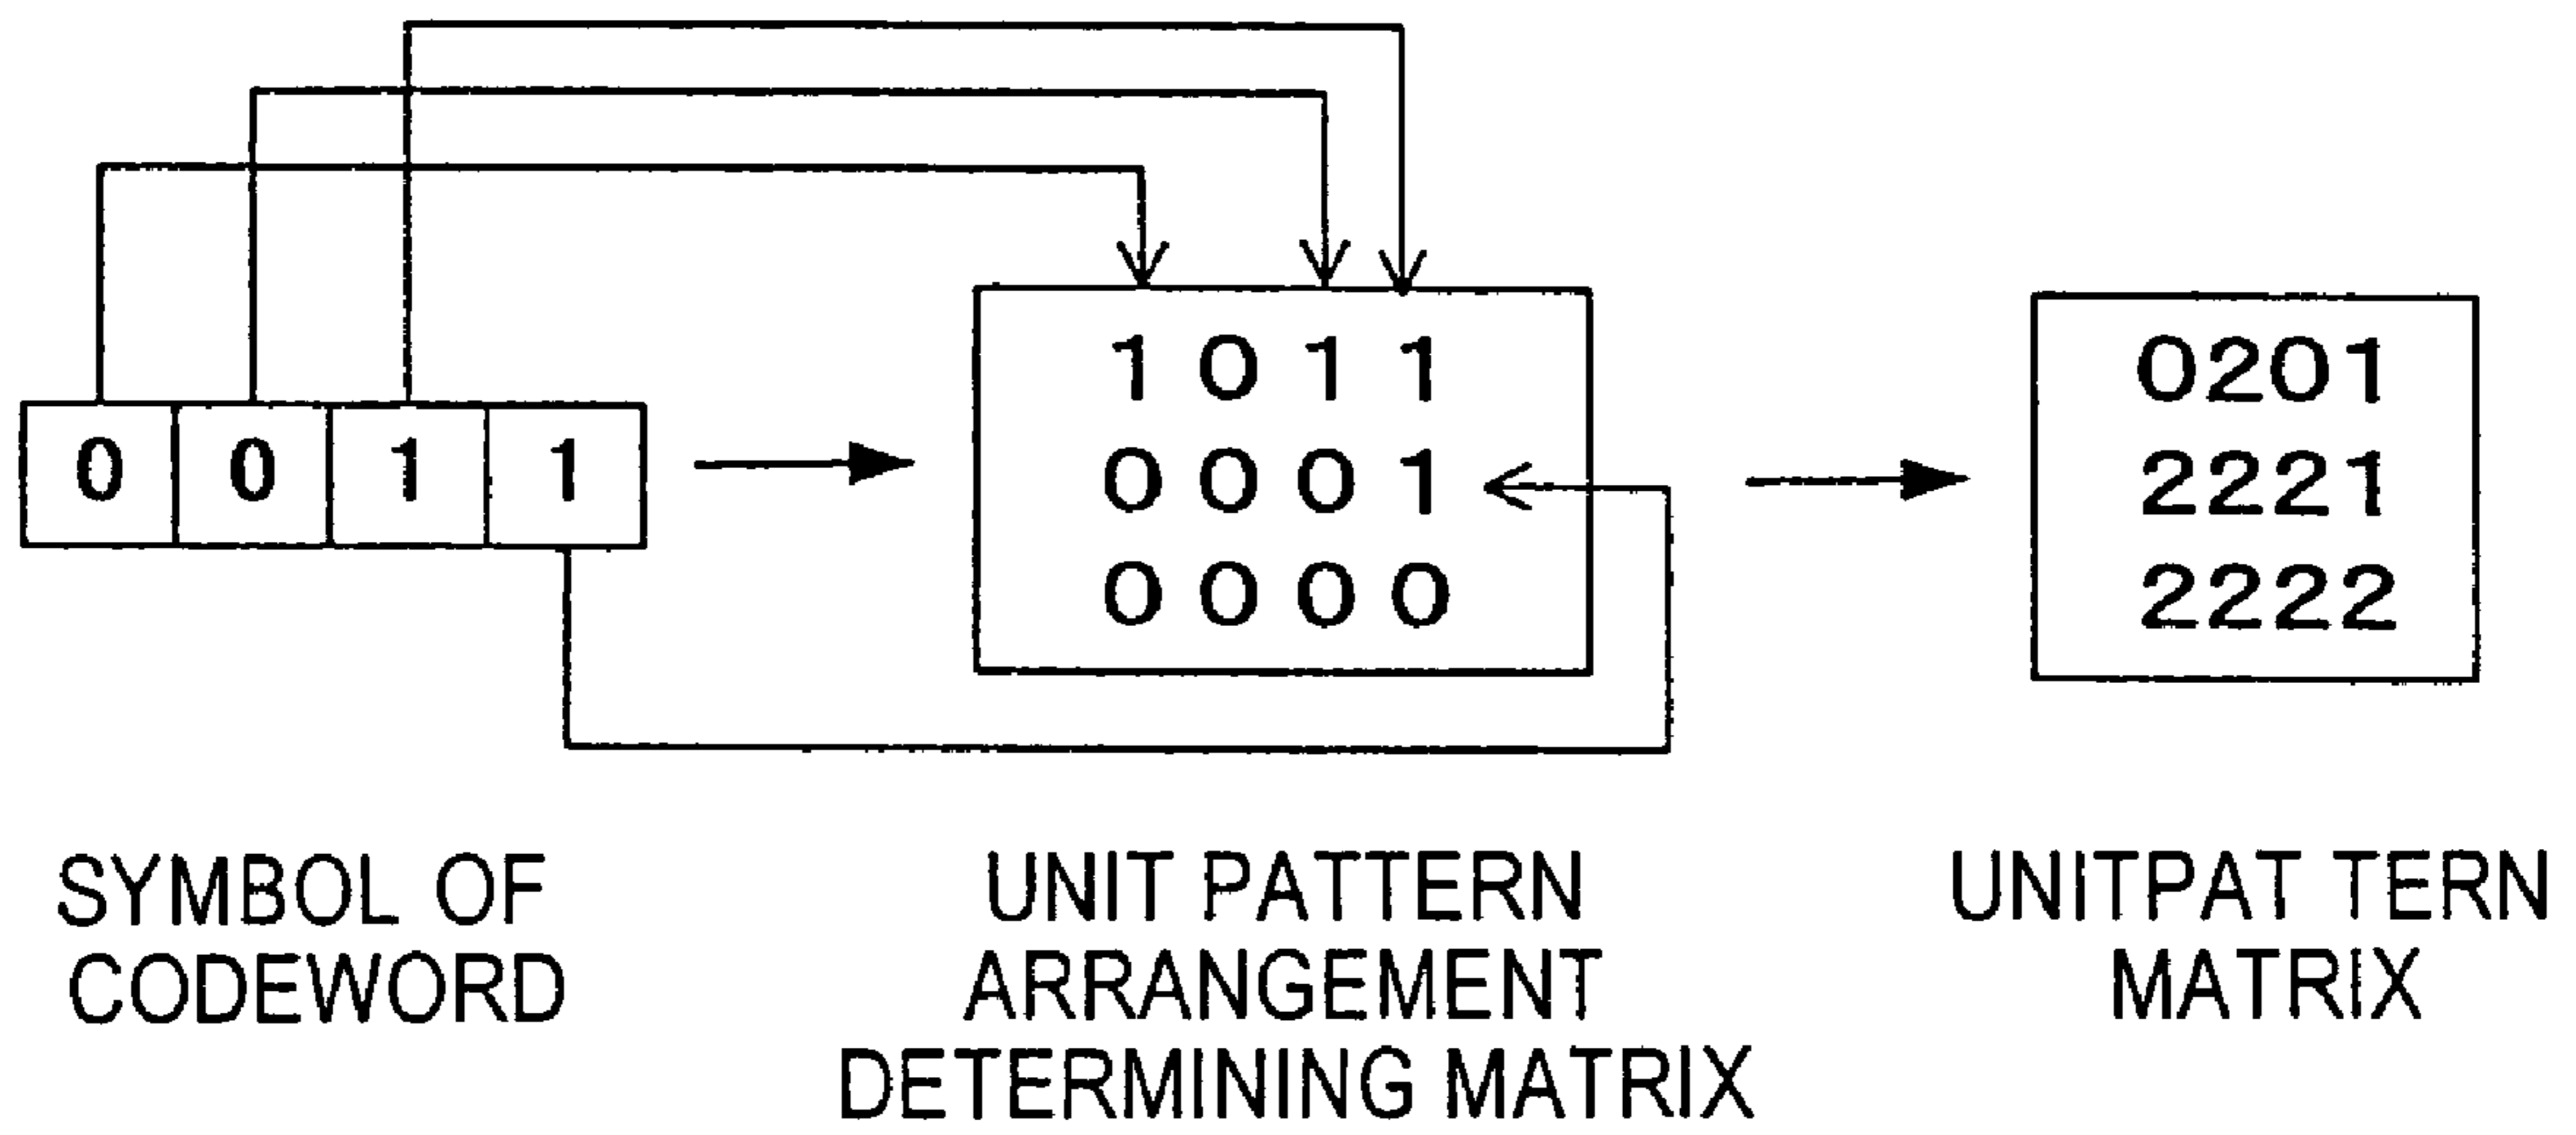 0 0 1 1
1 0 1 1
0 0 0 1
0 0 0 0
0201
2221
2222
SYMBOL OF
CODEWORD
UNIT PATTERN
ARRANGEMENT
DETERMINING MATRIX
UNITPAT TERN
MATRIX